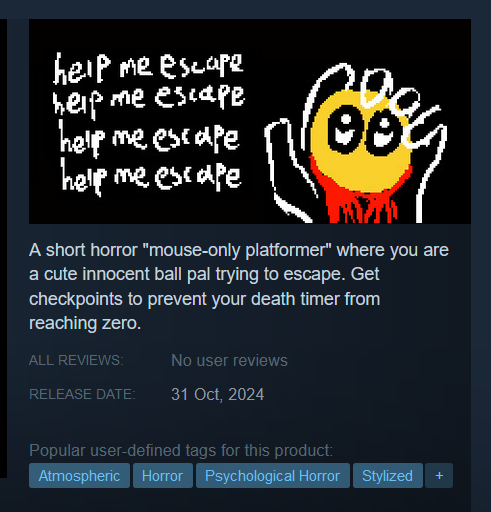 help me escape
help me escape
help me escape
help me escape
A short horror "mouse-only platformer" where you are
a cute innocent ball pal trying to escape. Get
checkpoints to prevent your death timer from
reaching zero.
ALL REVIEWS: No user reviews
RELEASE DATE: 31 Oct, 2024
Popular user-defined tags for this product:
Atmospheric Horror Psychological Horror Stylized +